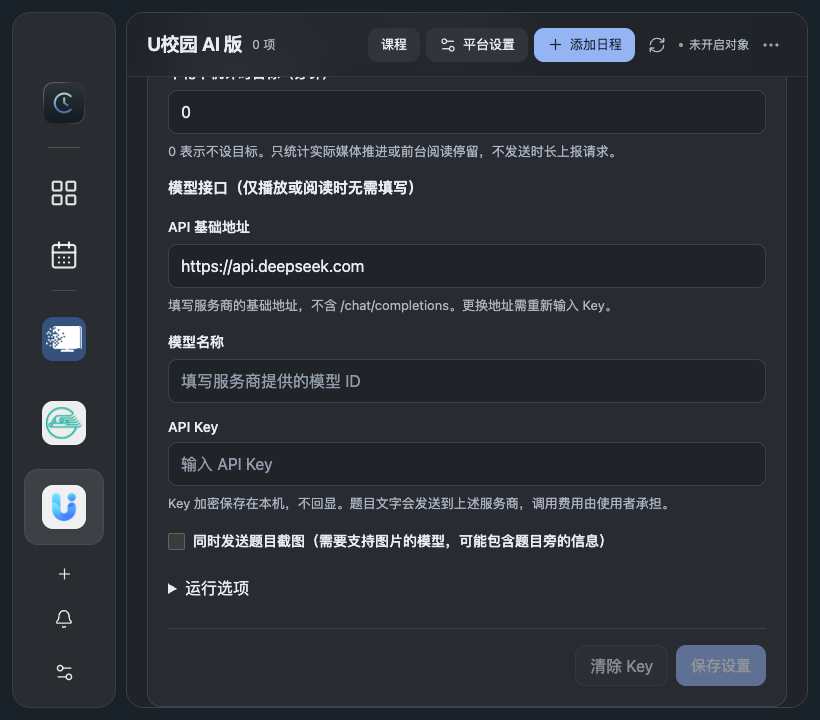 U校园 AI 版 0 项 课程 平台设置 添加日程 未开启对象
0
0 表示不设目标。只统计实际媒体推进或前台阅读停留，不发送时长上报请求。
模型接口（仅播放或阅读时无需填写）
API 基础地址
https://api.deepseek.com
填写服务商的基础地址，不含 /chat/completions。更换地址需重新输入 Key。
模型名称
填写服务商提供的模型 ID
API Key
输入 API Key
Key 加密保存在本机，不回显。题目文字会发送到上述服务商，调用费用由使用者承担。
同时发送题目截图（需要支持图片的模型，可能包含题目旁的信息）
运行选项
清除 Key 保存设置